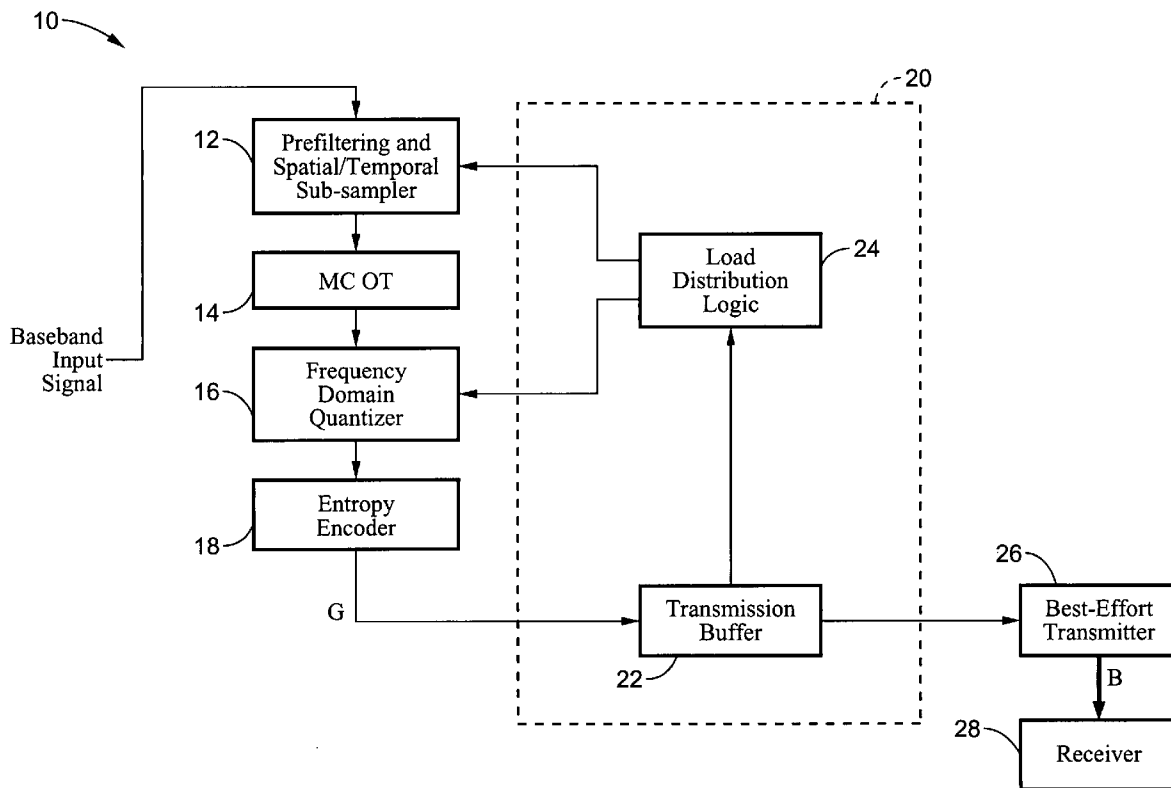 10
20
12
Prefiltering and
Spatial/Temporal
Sub-sampler
14
MC OT
Baseband
Input
Signal
16
Frequency
Domain
Quantizer
18
Entropy
Encoder
Load
Distribution
Logic
24
G
Transmission
Buffer
22
26
Best-Effort
Transmitter
B
28
Receiver